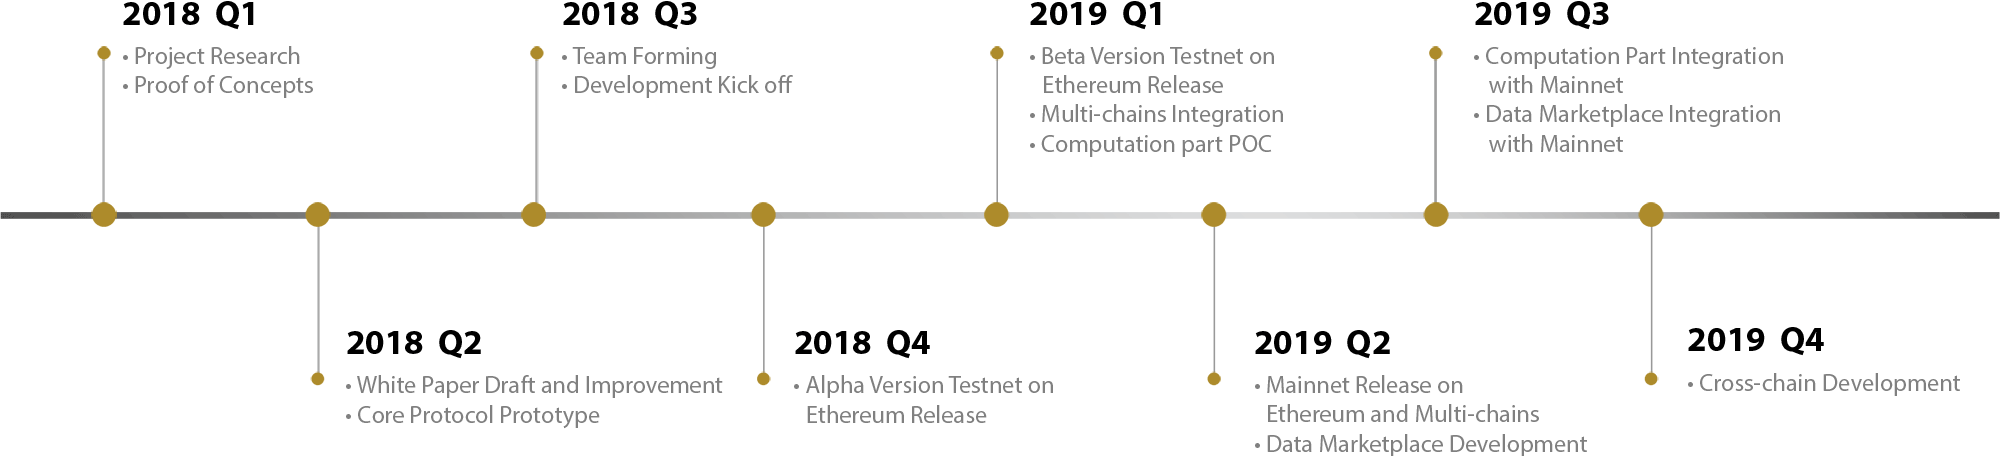 2018 Q1
• Project Research
• Proof of Concepts
2018 Q2
• White Paper Draft and Improvement
• Core Protocol Prototype
2018 Q3
• Team Forming
• Development Kick off
2018 Q4
• Alpha Version Testnet on
Ethereum Release
2019 Q1
• Beta Version Testnet on
Ethereum Release
• Multi-chains Integration
• Computation part POC
2019 Q2
• Mainnet Release on
Ethereum and Multi-chains
• Data Marketplace Development
2019 Q3
• Computation Part Integration
with Mainnet
• Data Marketplace Integration
with Mainnet
2019 Q4
• Cross-chain Development